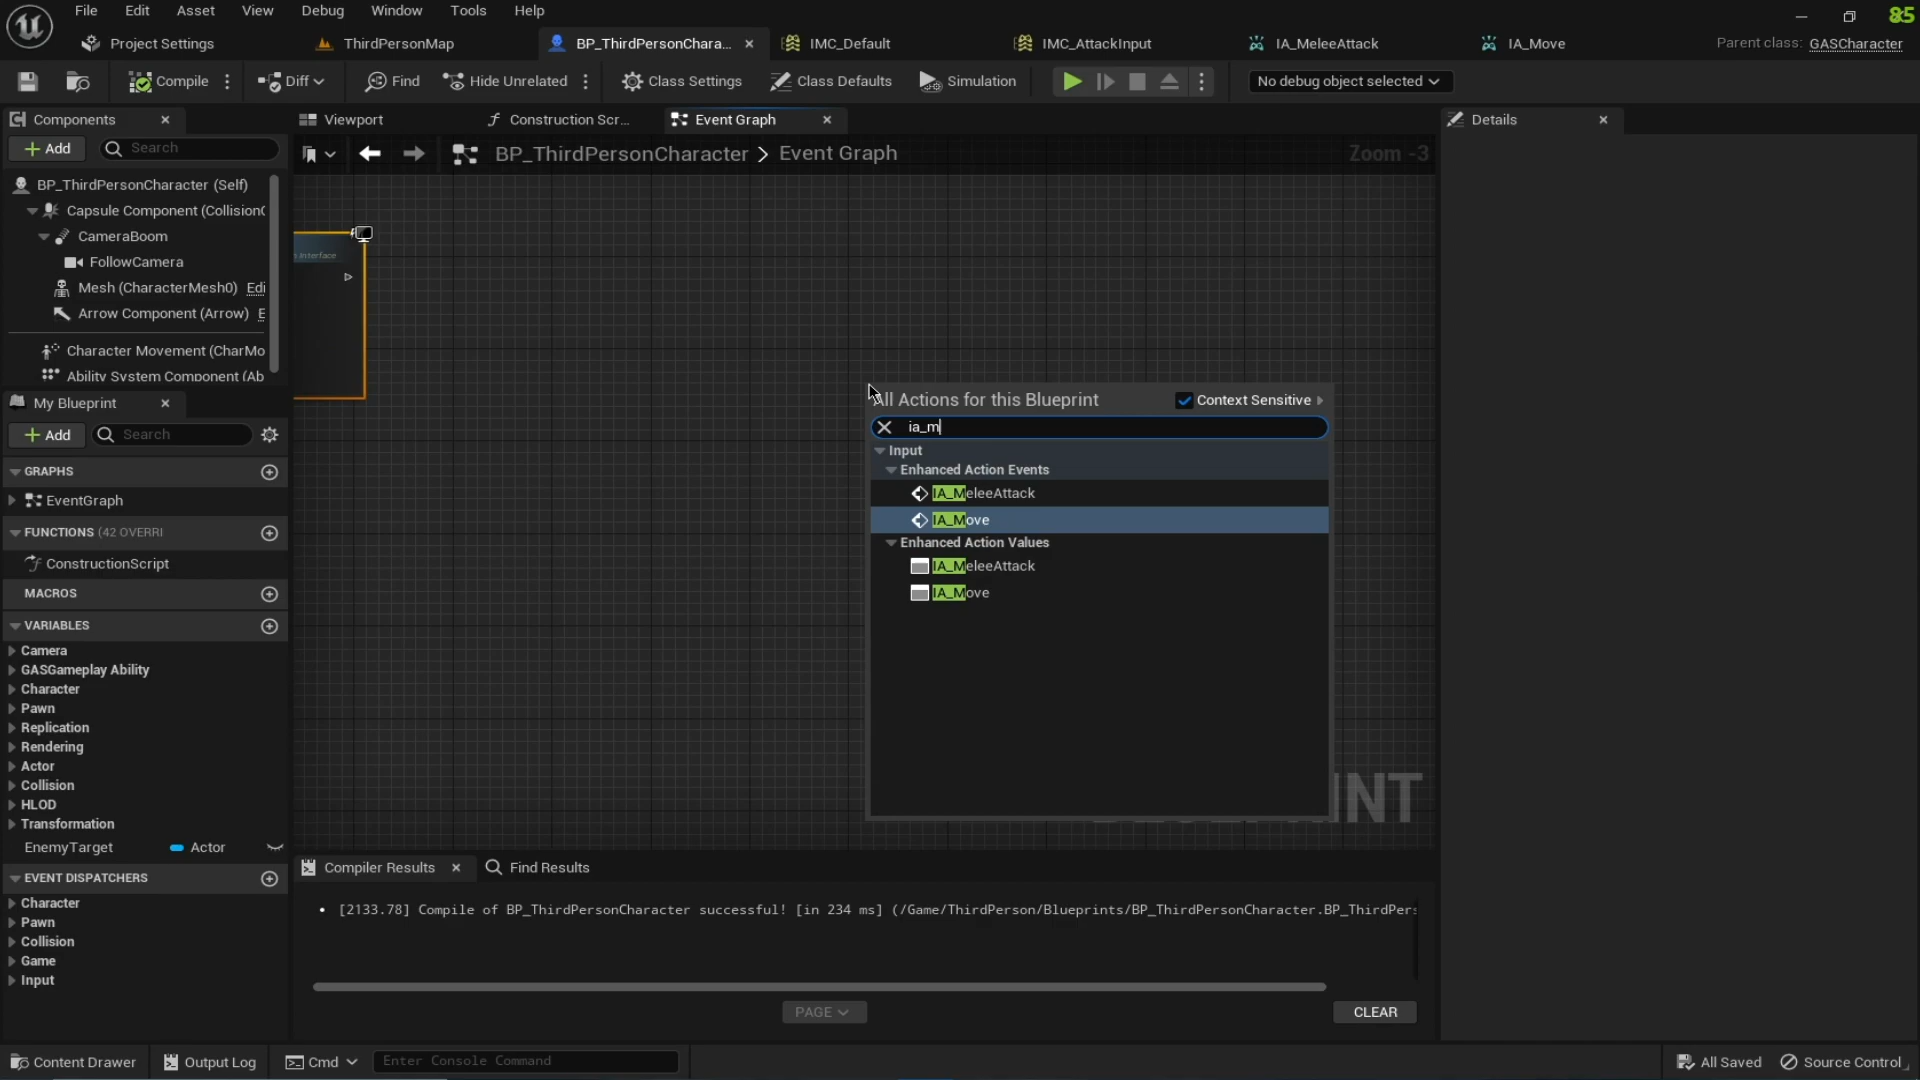 File Edit Asset View Debug Window Tools Help
85
Project Settings ThirdPersonMap BP_ThirdPersonChara... IMC_Default IMC_AttackInput IA_MeleeAttack IA_Move Parent class: GASCharacter
Compile Diff Find Hide Unrelated Class Settings Class Defaults Simulation No debug object selected
Components Viewport Construction Scr... Event Graph Details
Add Search
BP_ThirdPersonCharacter > Event Graph Zoom -3
BP_ThirdPersonCharacter (Self)
Capsule Component (Collision
CameraBoom
FollowCamera
Mesh (CharacterMesh0) Edi
Arrow Component (Arrow) E
Character Movement (CharMo
Ability System Component (Ab
n Interface
My Blueprint
Add Search
GRAPHS
EventGraph
FUNCTIONS (42 OVERRI
ConstructionScript
MACROS
VARIABLES
Camera
GASGameplay Ability
Character
Pawn
Replication
Rendering
Actor
Collision
HLOD
Transformation
EnemyTarget Actor
EVENT DISPATCHERS
Character
Pawn
Collision
Game
Input
All Actions for this Blueprint Context Sensitive
ia_m
Input
Enhanced Action Events
IA_MeleeAttack
IA_Move
Enhanced Action Values
IA_MeleeAttack
IA_Move
Compiler Results Find Results
[2133.78] Compile of BP_ThirdPersonCharacter successful! [in 234 ms] (/Game/ThirdPerson/Blueprints/BP_ThirdPersonCharacter.BP_ThirdPers
PAGE CLEAR
Content Drawer Output Log Cmd Enter Console Command All Saved Source Control